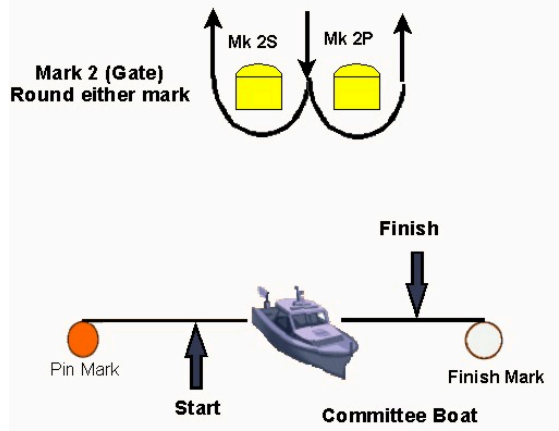 Mk 2S
Mk 2P
Mark 2 (Gate)
Round either mark
Finish
Pin Mark
Finish Mark
Start
Committee Boat